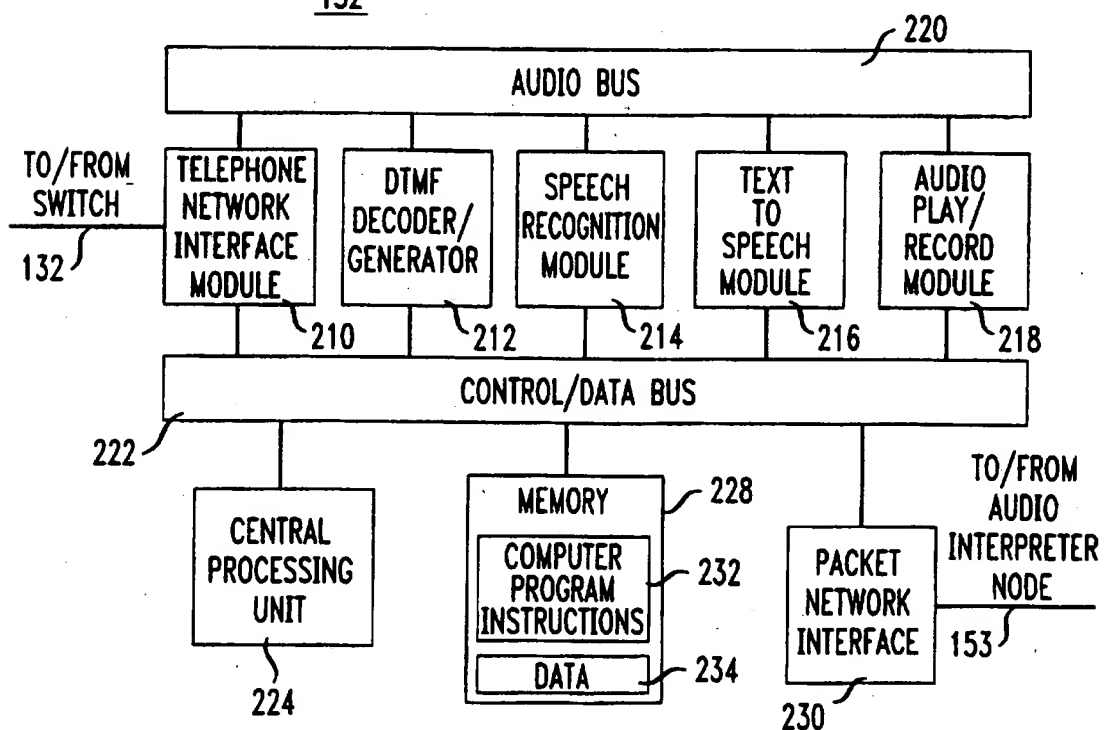 220
AUDIO BUS
TO/FROM
SWITCH
132
TELEPHONE
NETWORK
INTERFACE
MODULE
210
DTMF
DECODER/
GENERATOR
212
SPEECH
RECOGNITION
MODULE
214
TEXT
TO
SPEECH
MODULE
216
AUDIO
PLAY/
RECORD
MODULE
218
CONTROL/DATA BUS
222
CENTRAL
PROCESSING
UNIT
224
MEMORY
228
COMPUTER
PROGRAM
INSTRUCTIONS
232
DATA
234
PACKET
NETWORK
INTERFACE
230
TO/FROM
AUDIO
INTERPRETER
NODE
153